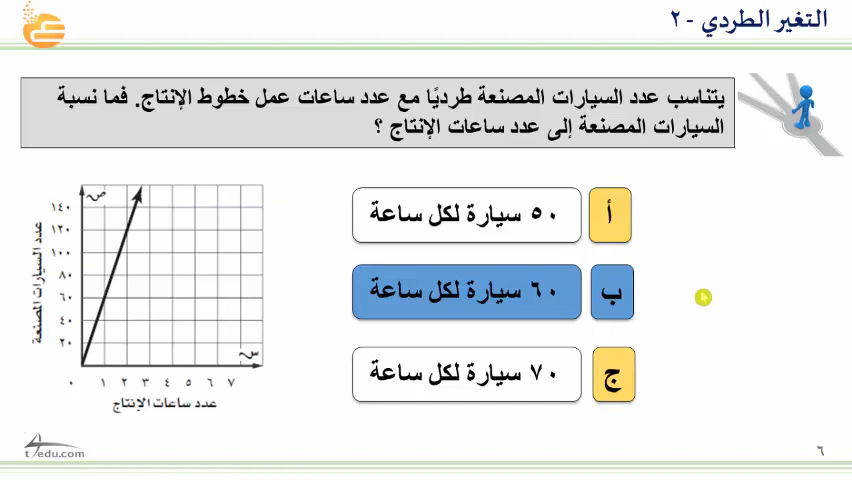 التغير الطردي - ٢
يتناسب عدد السيارات المصنعة طرديًا مع عدد ساعات عمل خطوط الإنتاج. فما نسبة
السيارات المصنعة إلى عدد ساعات الإنتاج ؟
أ
٥٠ سيارة لكل ساعة
ب
٦٠ سيارة لكل ساعة
ج
٧٠ سيارة لكل ساعة
ص
عدد السيارات المصنعة
١٤٠
١٢٠
١٠٠
٨٠
٦٠
٤٠
٢٠
س
٠ ١ ٢ ٣ ٤ ٥ ٦ ٧
عدد ساعات الإنتاج
٦